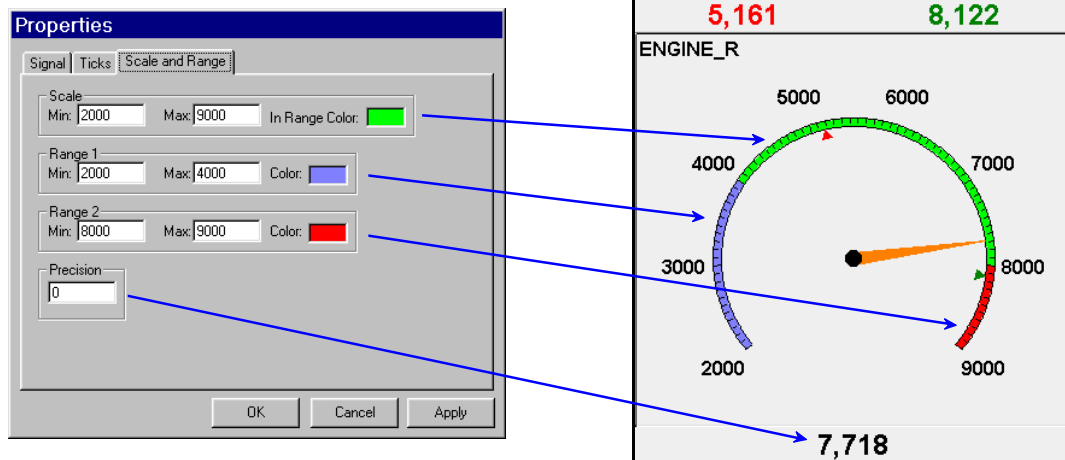 Properties
Signal Ticks Scale and Range
Scale
Min: 2000 Max: 9000 In Range Color:
Range 1
Min: 2000 Max: 4000 Color:
Range 2
Min: 8000 Max: 9000 Color:
Precision
0
OK Cancel Apply
5,161 8,122
ENGINE_R
5000 6000
4000 7000
3000 8000
2000 9000
7,718